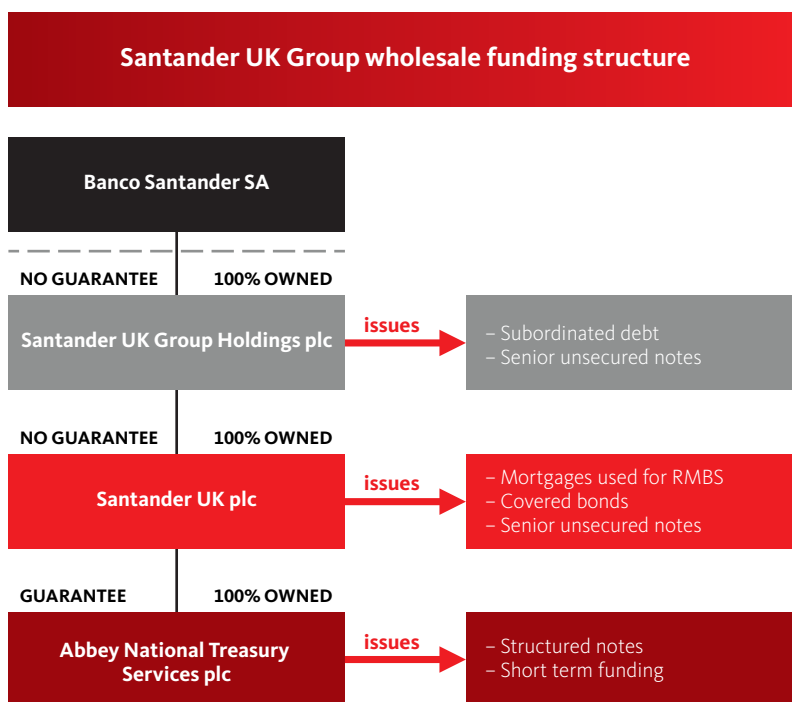 Santander UK Group wholesale funding structure
Banco Santander SA
NO GUARANTEE 100% OWNED
Santander UK Group Holdings plc
issues
– Subordinated debt
– Senior unsecured notes
NO GUARANTEE 100% OWNED
Santander UK plc
issues
– Mortgages used for RMBS
– Covered bonds
– Senior unsecured notes
GUARANTEE 100% OWNED
Abbey National Treasury
Services plc
issues
– Structured notes
– Short term funding